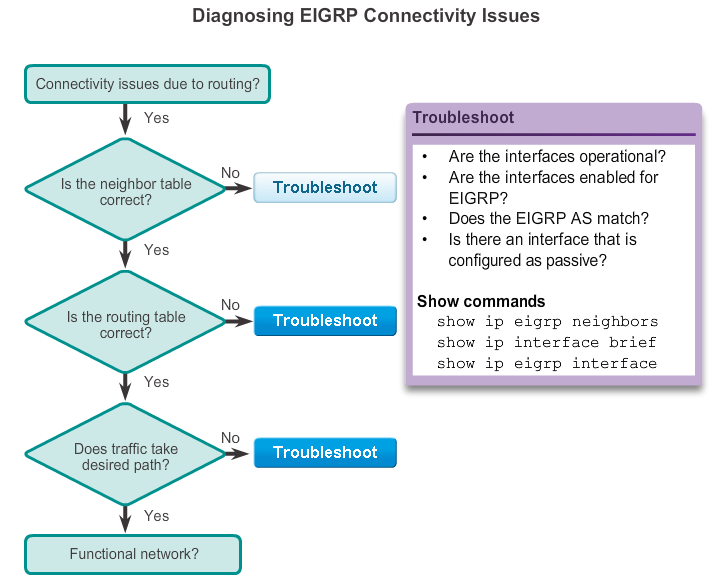 Diagnosing EIGRP Connectivity Issues
Connectivity issues due to routing?
Yes
Is the neighbor table
correct?
No
Troubleshoot
Yes
Is the routing table
correct?
No
Troubleshoot
Yes
Does traffic take
desired path?
No
Troubleshoot
Yes
Functional network?
Troubleshoot
• Are the interfaces operational?
• Are the interfaces enabled for
EIGRP?
• Does the EIGRP AS match?
• Is there an interface that is
configured as passive?
Show commands
show ip eigrp neighbors
show ip interface brief
show ip eigrp interface